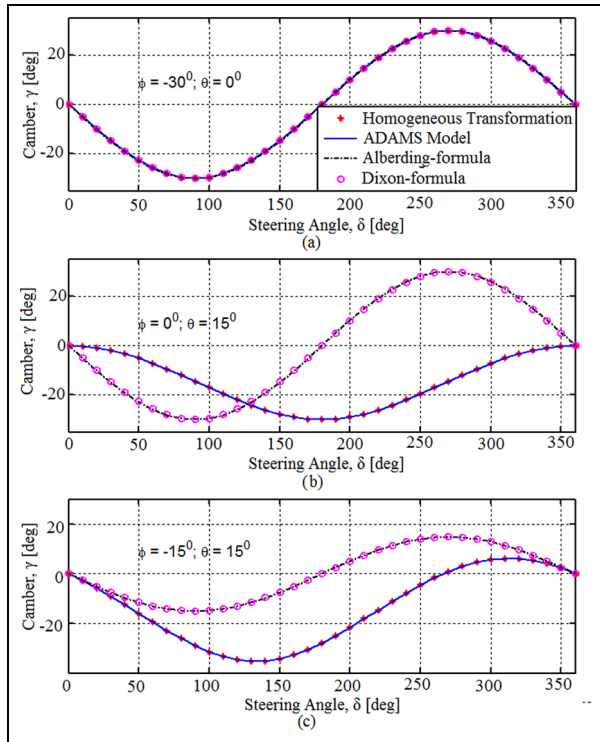 Camber, γ [deg]
20
0
-20
ϕ = -30⁰; θ = 0⁰
Homogeneous Transformation
ADAMS Model
Alberding-formula
Dixon-formula
0 50 100 150 200 250 300 350
Steering Angle, δ [deg]
(a)
Camber, γ [deg]
20
0
-20
ϕ = 0⁰; θ = 15⁰
0 50 100 150 200 250 300 350
Steering Angle, δ [deg]
(b)
Camber, γ [deg]
20
0
-20
ϕ = -15⁰; θ = 15⁰
0 50 100 150 200 250 300 350
Steering Angle, δ [deg]
(c)